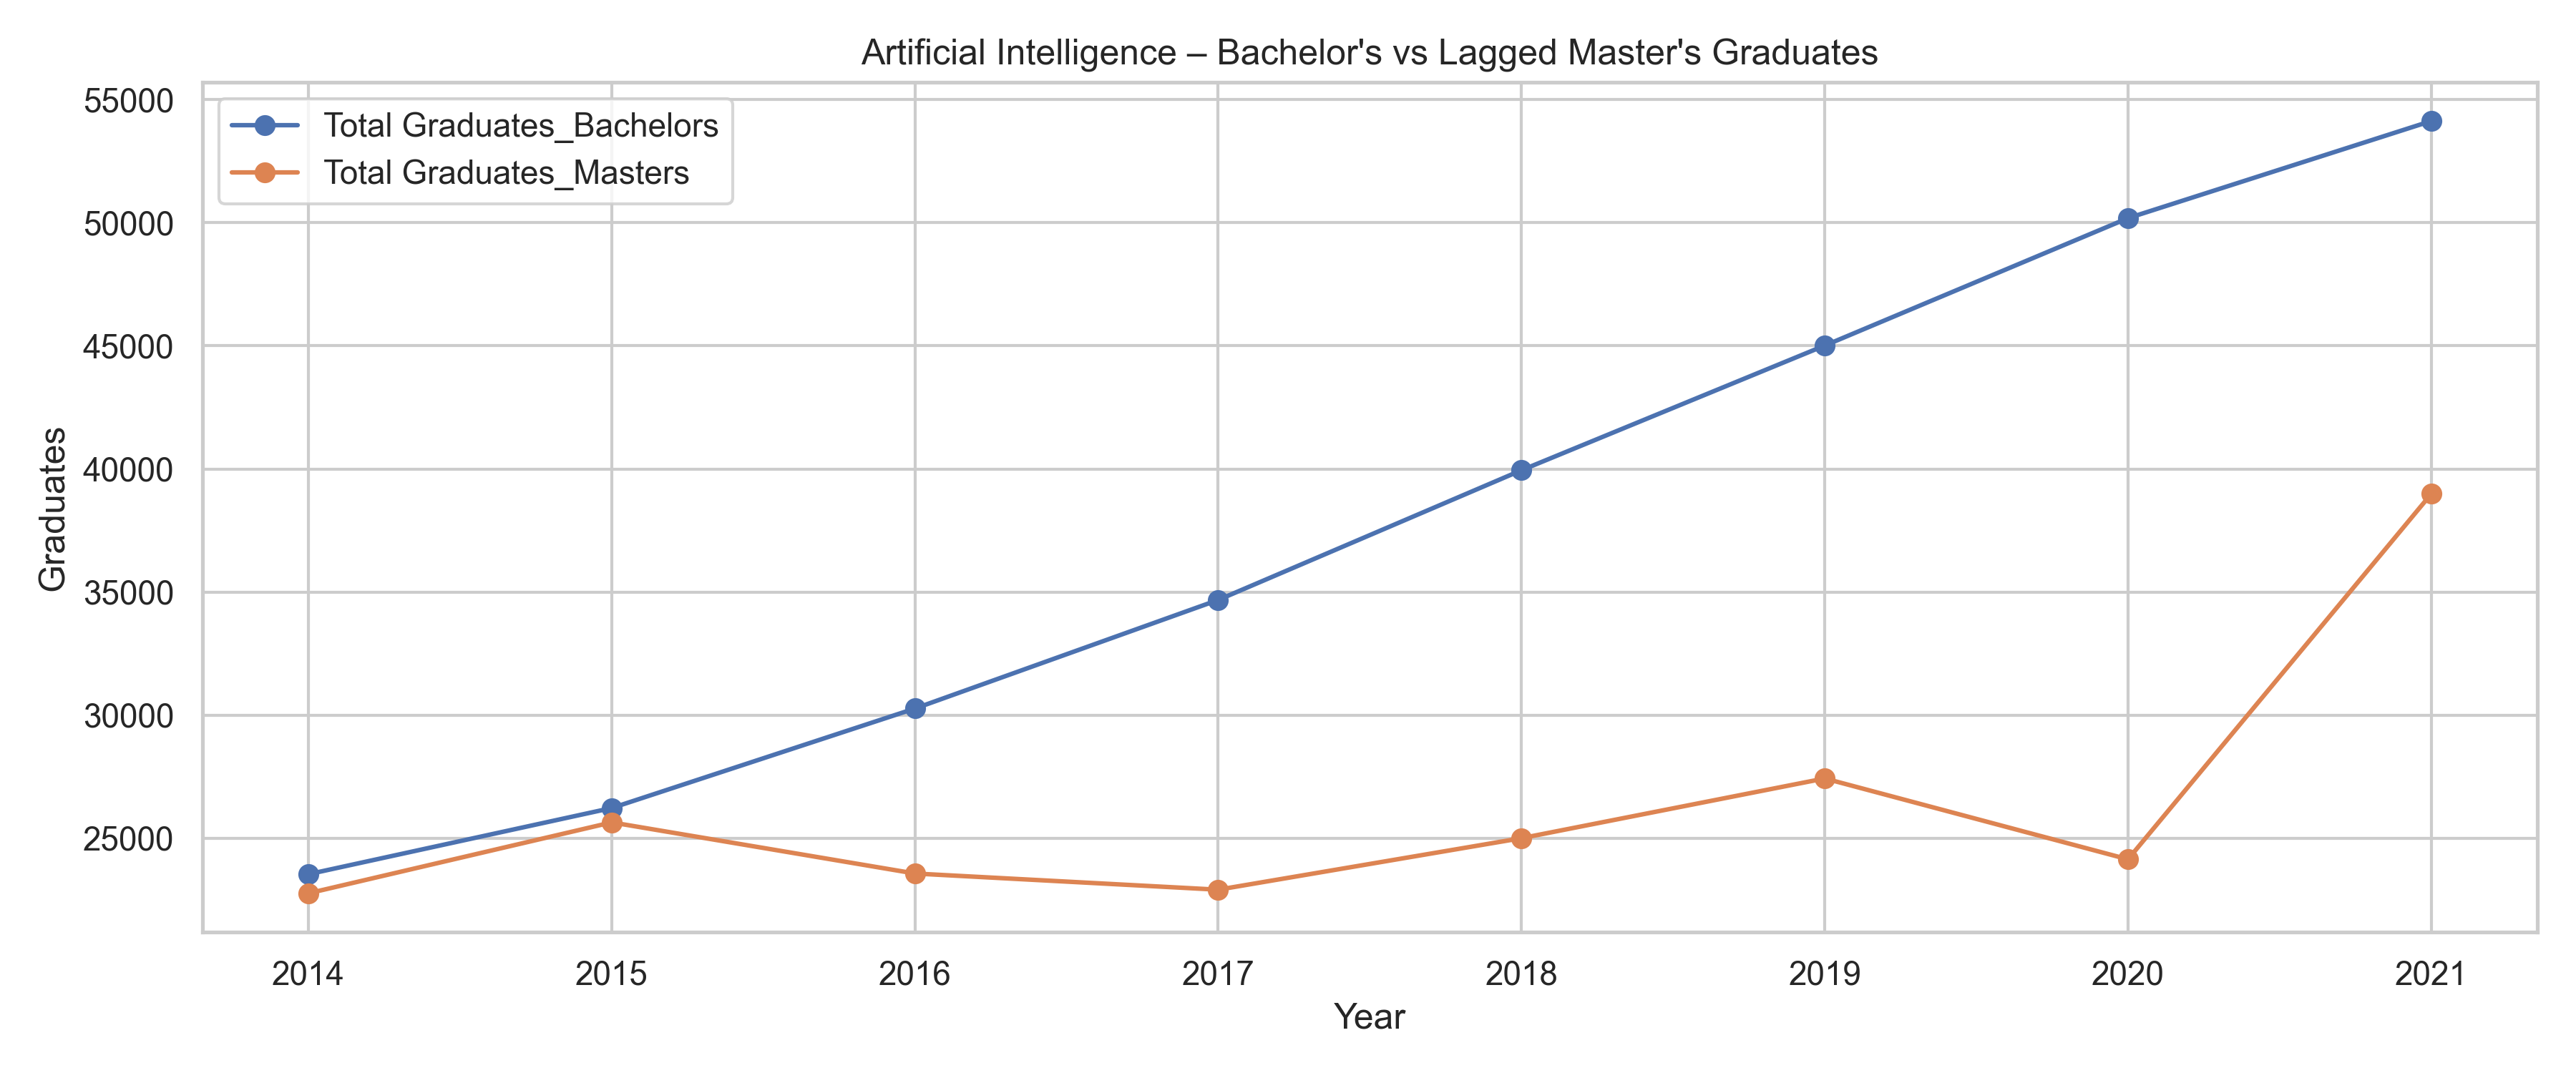 Artificial Intelligence – Bachelor's vs Lagged Master's Graduates
Total Graduates_Bachelors
Total Graduates_Masters
55000
50000
45000
40000
35000
30000
25000
Graduates
2014 2015 2016 2017 2018 2019 2020 2021
Year